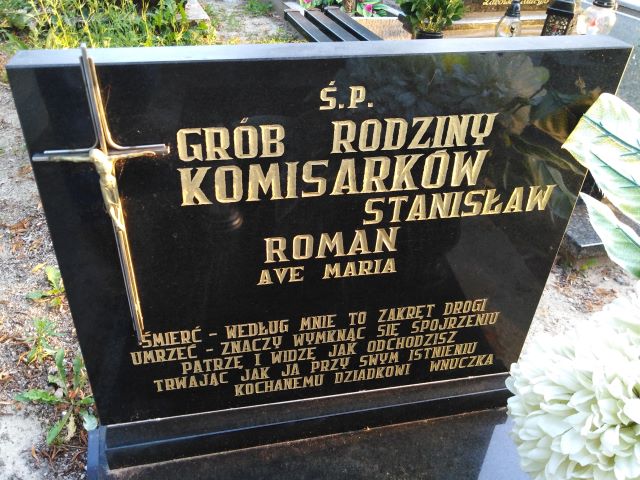 Ś.P.
GRÓB RODZINY
KOMISARKÓW
STANISŁAW
ROMAN
AVE MARIA
ŚMIERĆ - WEDŁUG MNIE TO ZAKRĘT DROGI
UMRZEĆ - ZNACZY WYMKNĄĆ SIĘ SPOJRZENIU
PATRZĘ I WIDZĘ JAK ODCHODZISZ
TRWAJĄC JAK JA PRZY SWYM ISTNIENIU
KOCHANEMU DZIADKOWI WNUCZKA